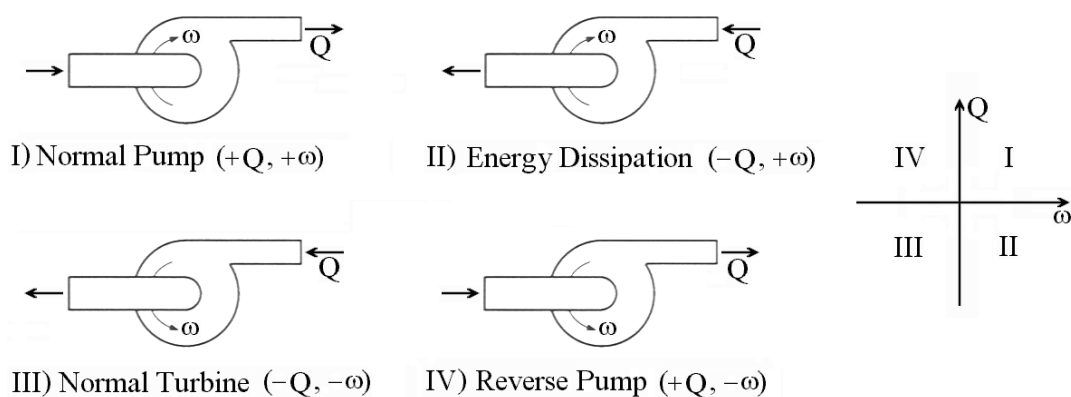 ω
Q
I) Normal Pump (+Q, +ω)
ω
Q
II) Energy Dissipation (−Q, +ω)
Q
IV I
ω
III II
Q
ω
III) Normal Turbine (−Q, −ω)
Q
ω
IV) Reverse Pump (+Q, −ω)